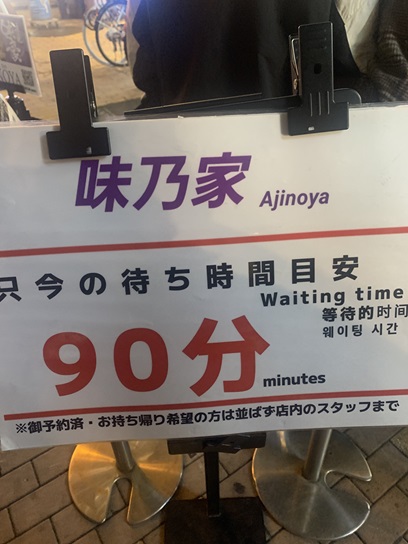 味乃家 Ajinoya
只今の待ち時間目安
Waiting time
等待的时间
웨이팅 시간
90分 minutes
※御予約済・お持ち帰り希望の方は並ばず店内のスタッフまで